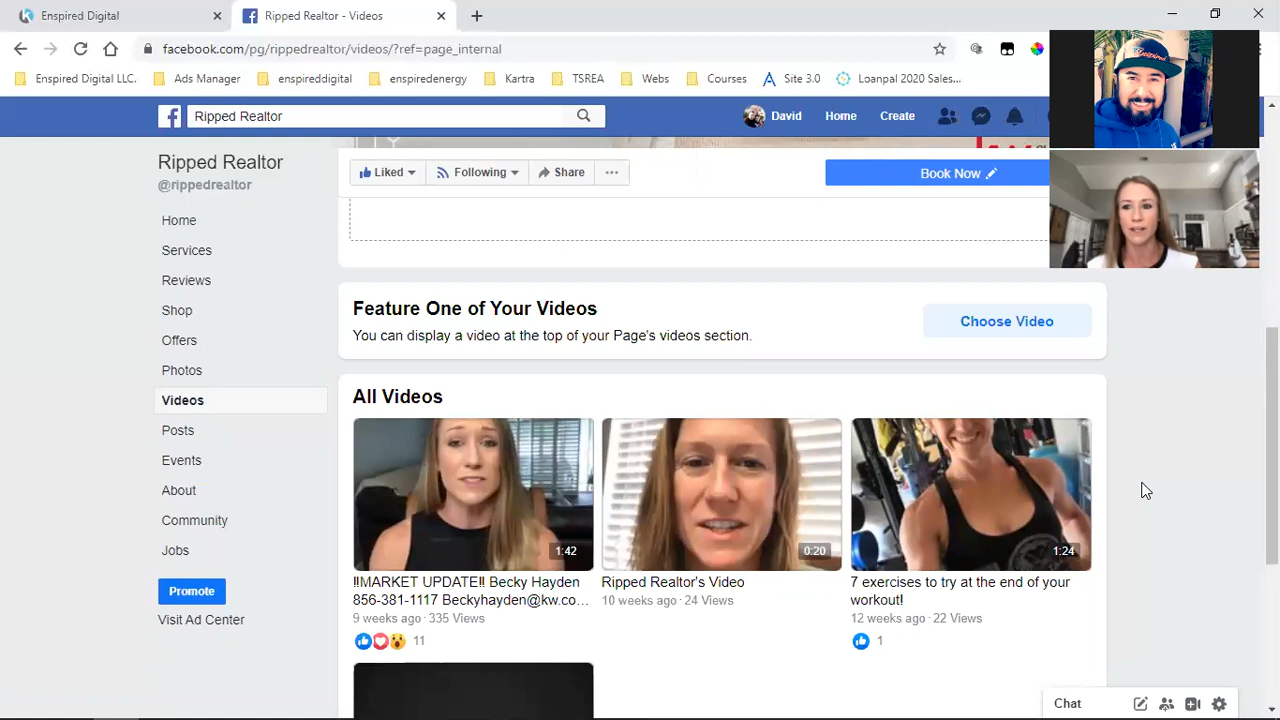 Enspired Digital
Ripped Realtor - Videos
facebook.com/pg/rippedrealtor/videos/?ref=page_internal
Enspired Digital LLC. Ads Manager enspireddigital enspiredenergy Kartra TSREA Webs Courses Site 3.0 Loanpal 2020 Sales...
Ripped Realtor
David Home Create
Ripped Realtor
@rippedrealtor
Home
Services
Reviews
Shop
Offers
Photos
Videos
Posts
Events
About
Community
Jobs
Promote
Visit Ad Center
Liked Following Share ...
Book Now
Feature One of Your Videos
You can display a video at the top of your Page's videos section.
Choose Video
All Videos
1:42
!!MARKET UPDATE!! Becky Hayden
856-381-1117 Beckyhayden@kw.co...
9 weeks ago · 335 Views
11
0:20
Ripped Realtor's Video
10 weeks ago · 24 Views
1:24
7 exercises to try at the end of your
workout!
12 weeks ago · 22 Views
1
Chat